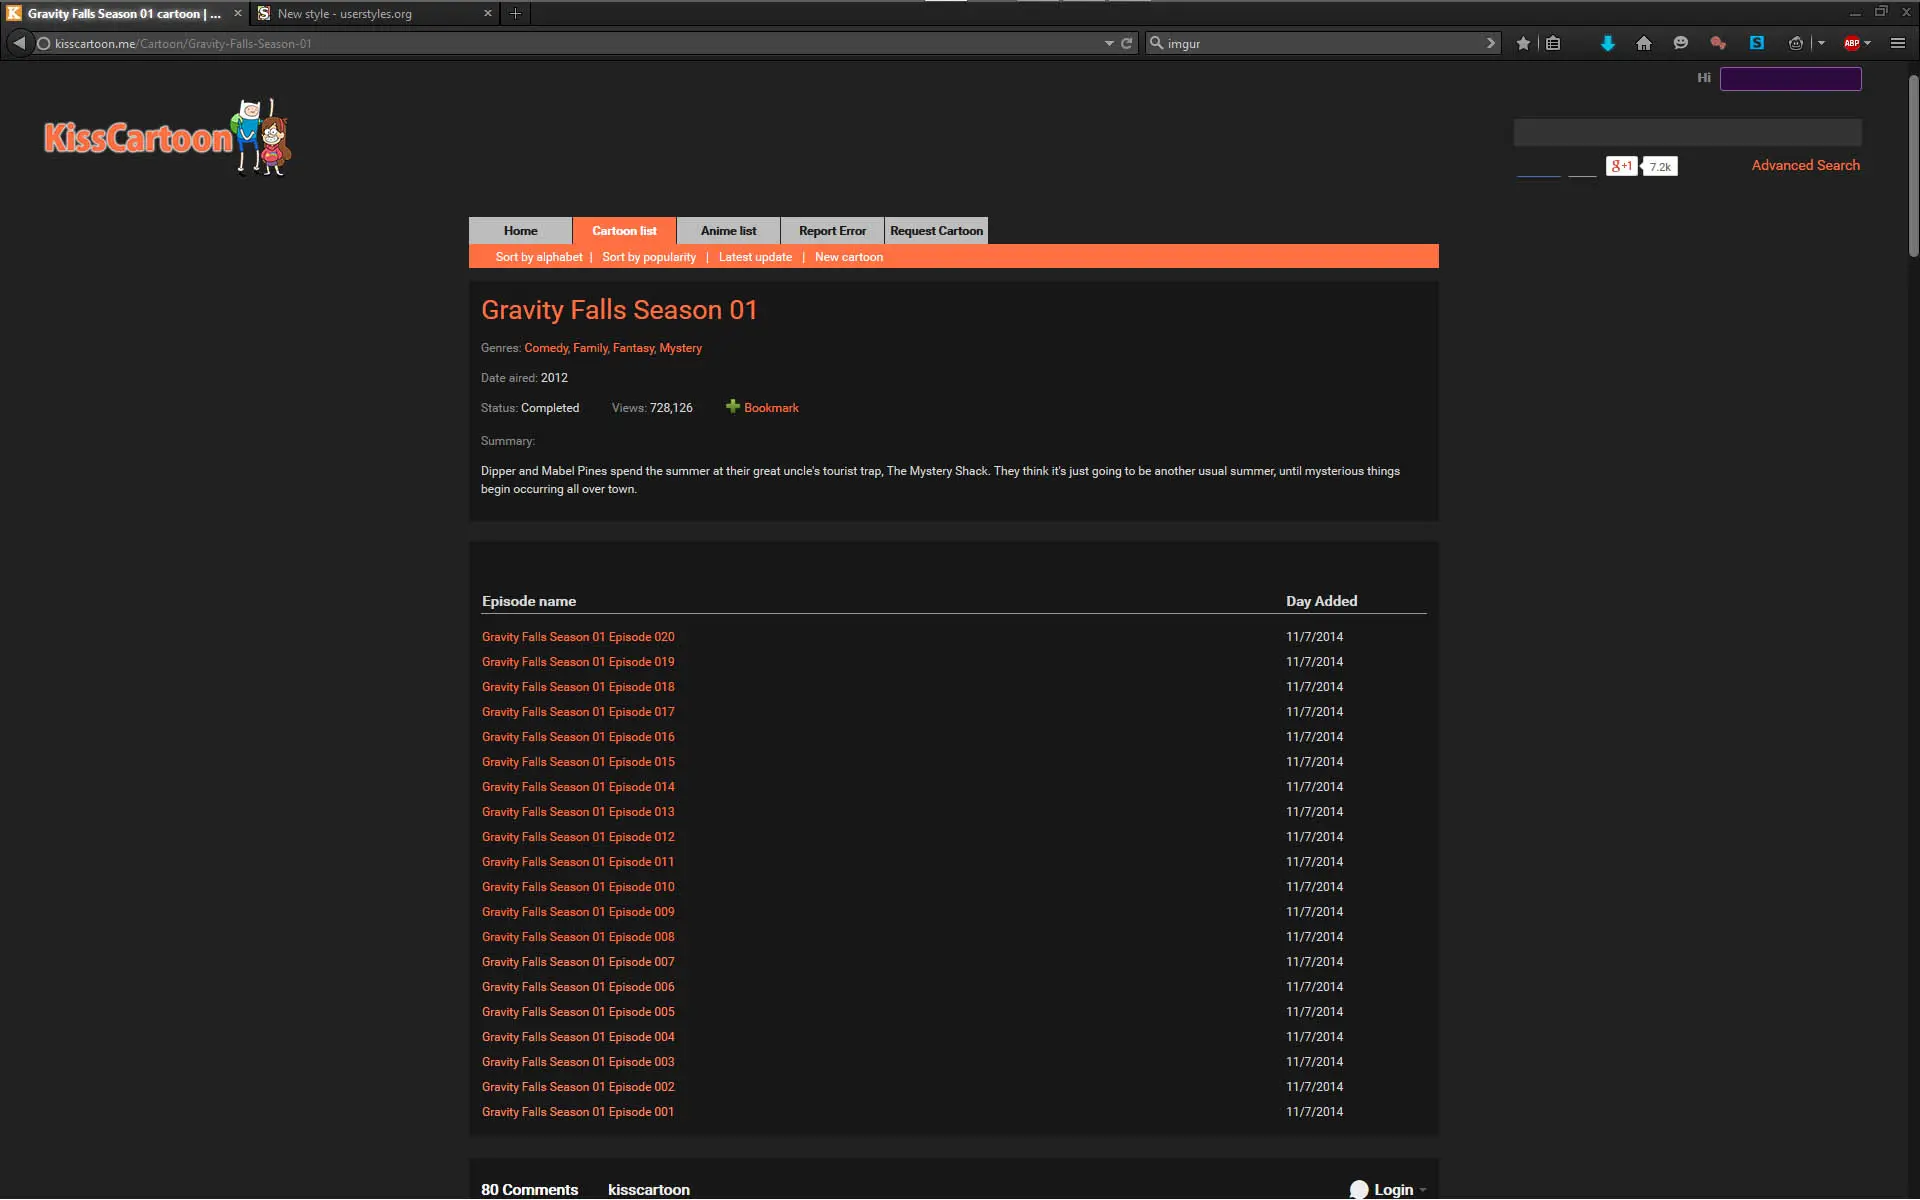 Gravity Falls Season 01 cartoon | ...
New style - userstyles.org
kisscartoon.me/Cartoon/Gravity-Falls-Season-01
imgur
ABP
Hi
KissCartoon
g+1 7.2k
Advanced Search
Home Cartoon list Anime list Report Error Request Cartoon
Sort by alphabet | Sort by popularity | Latest update | New cartoon
Gravity Falls Season 01
Genres: Comedy, Family, Fantasy, Mystery
Date aired: 2012
Status: Completed Views: 728,126 Bookmark
Summary:
Dipper and Mabel Pines spend the summer at their great uncle's tourist trap, The Mystery Shack. They think it's just going to be another usual summer, until mysterious things
begin occurring all over town.
Episode name Day Added
Gravity Falls Season 01 Episode 020 11/7/2014
Gravity Falls Season 01 Episode 019 11/7/2014
Gravity Falls Season 01 Episode 018 11/7/2014
Gravity Falls Season 01 Episode 017 11/7/2014
Gravity Falls Season 01 Episode 016 11/7/2014
Gravity Falls Season 01 Episode 015 11/7/2014
Gravity Falls Season 01 Episode 014 11/7/2014
Gravity Falls Season 01 Episode 013 11/7/2014
Gravity Falls Season 01 Episode 012 11/7/2014
Gravity Falls Season 01 Episode 011 11/7/2014
Gravity Falls Season 01 Episode 010 11/7/2014
Gravity Falls Season 01 Episode 009 11/7/2014
Gravity Falls Season 01 Episode 008 11/7/2014
Gravity Falls Season 01 Episode 007 11/7/2014
Gravity Falls Season 01 Episode 006 11/7/2014
Gravity Falls Season 01 Episode 005 11/7/2014
Gravity Falls Season 01 Episode 004 11/7/2014
Gravity Falls Season 01 Episode 003 11/7/2014
Gravity Falls Season 01 Episode 002 11/7/2014
Gravity Falls Season 01 Episode 001 11/7/2014
80 Comments kisscartoon Login